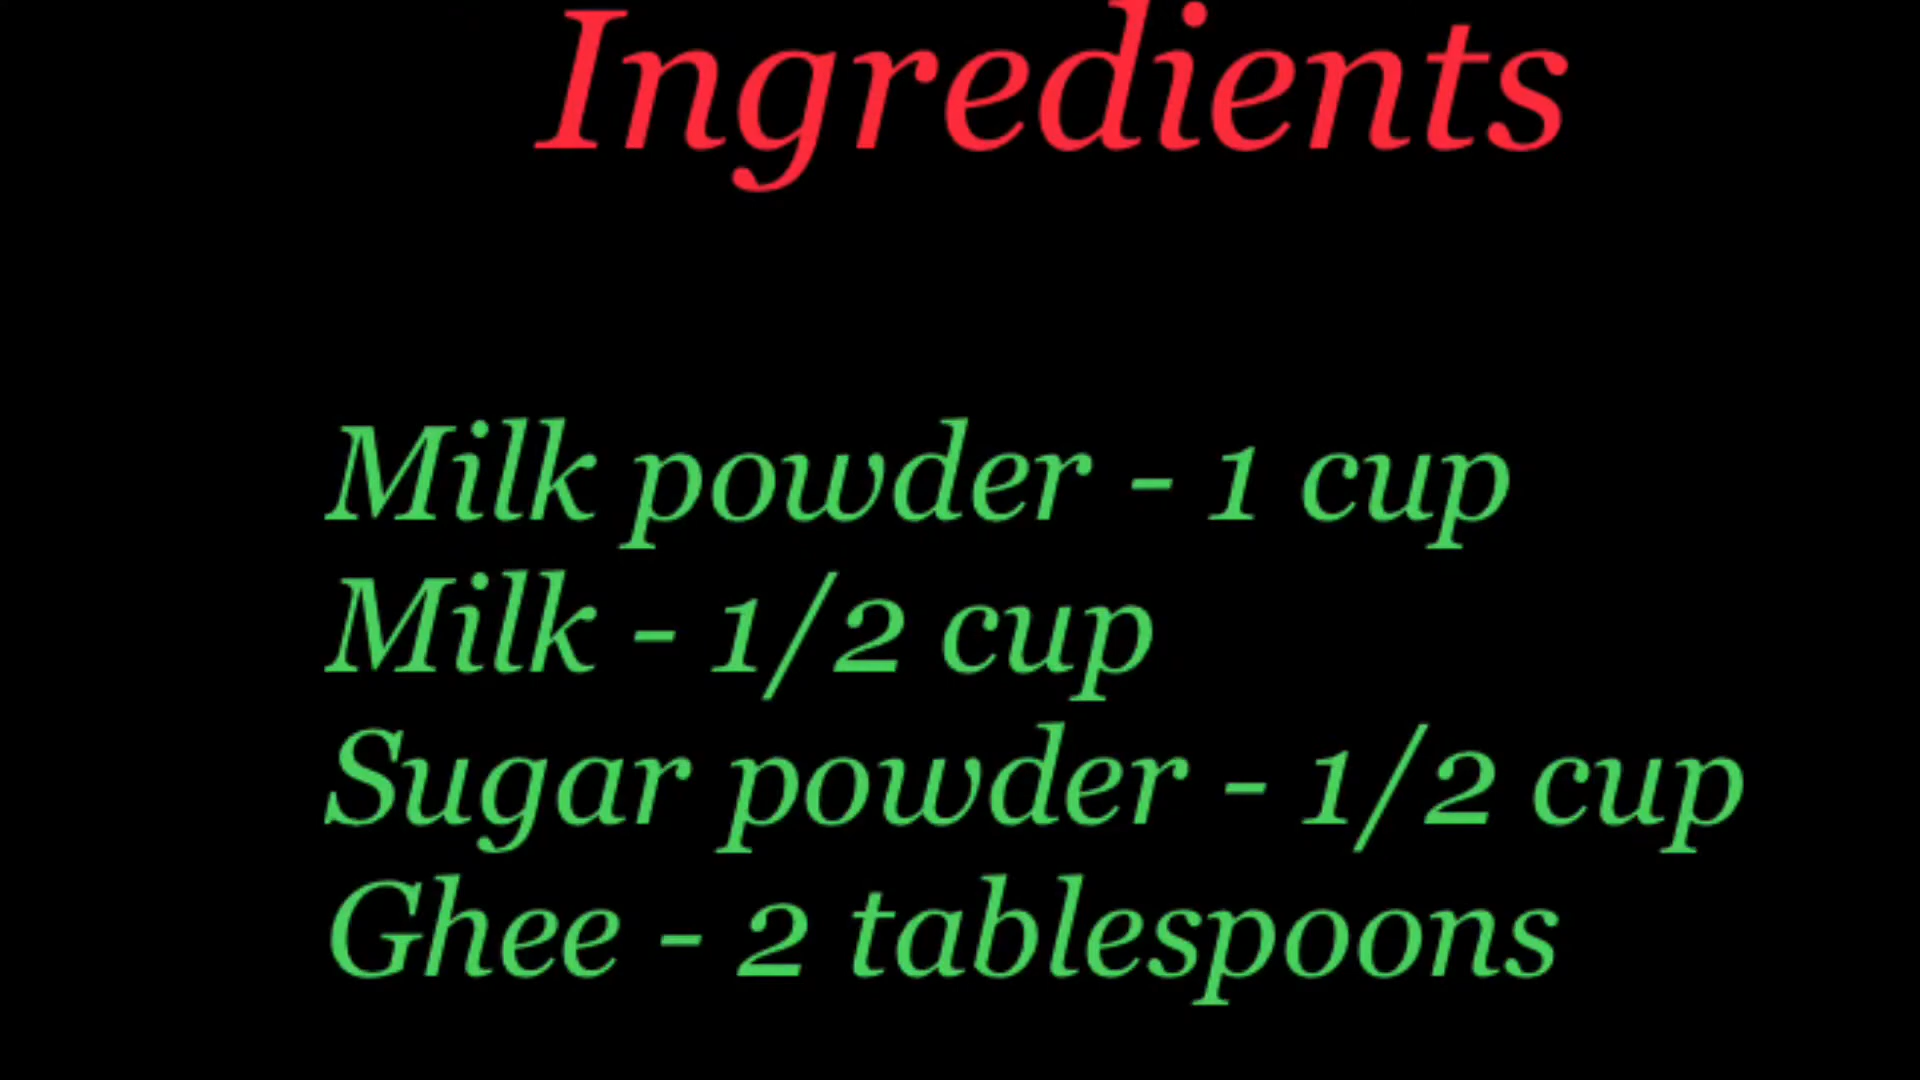 Ingredients
Milk powder - 1 cup
Milk - 1/2 cup
Sugar powder - 1/2 cup
Ghee - 2 tablespoons